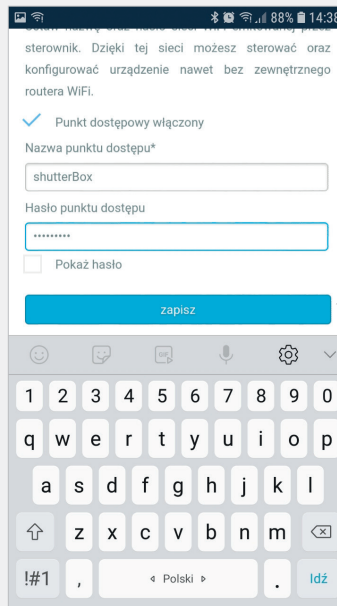 88% 14:38
sterownik. Dzięki tej sieci możesz sterować oraz
konfigurować urządzenie nawet bez zewnętrznego
routera WiFi.
Punkt dostępowy włączony
Nazwa punktu dostępu*
shutterBox
Hasło punktu dostępu
•••••••••
Pokaż hasło
zapisz
GIF
1 2 3 4 5 6 7 8 9 0
q w e r t y u i o p
a s d f g h j k l
z x c v b n m
!#1 , Polski . Idź